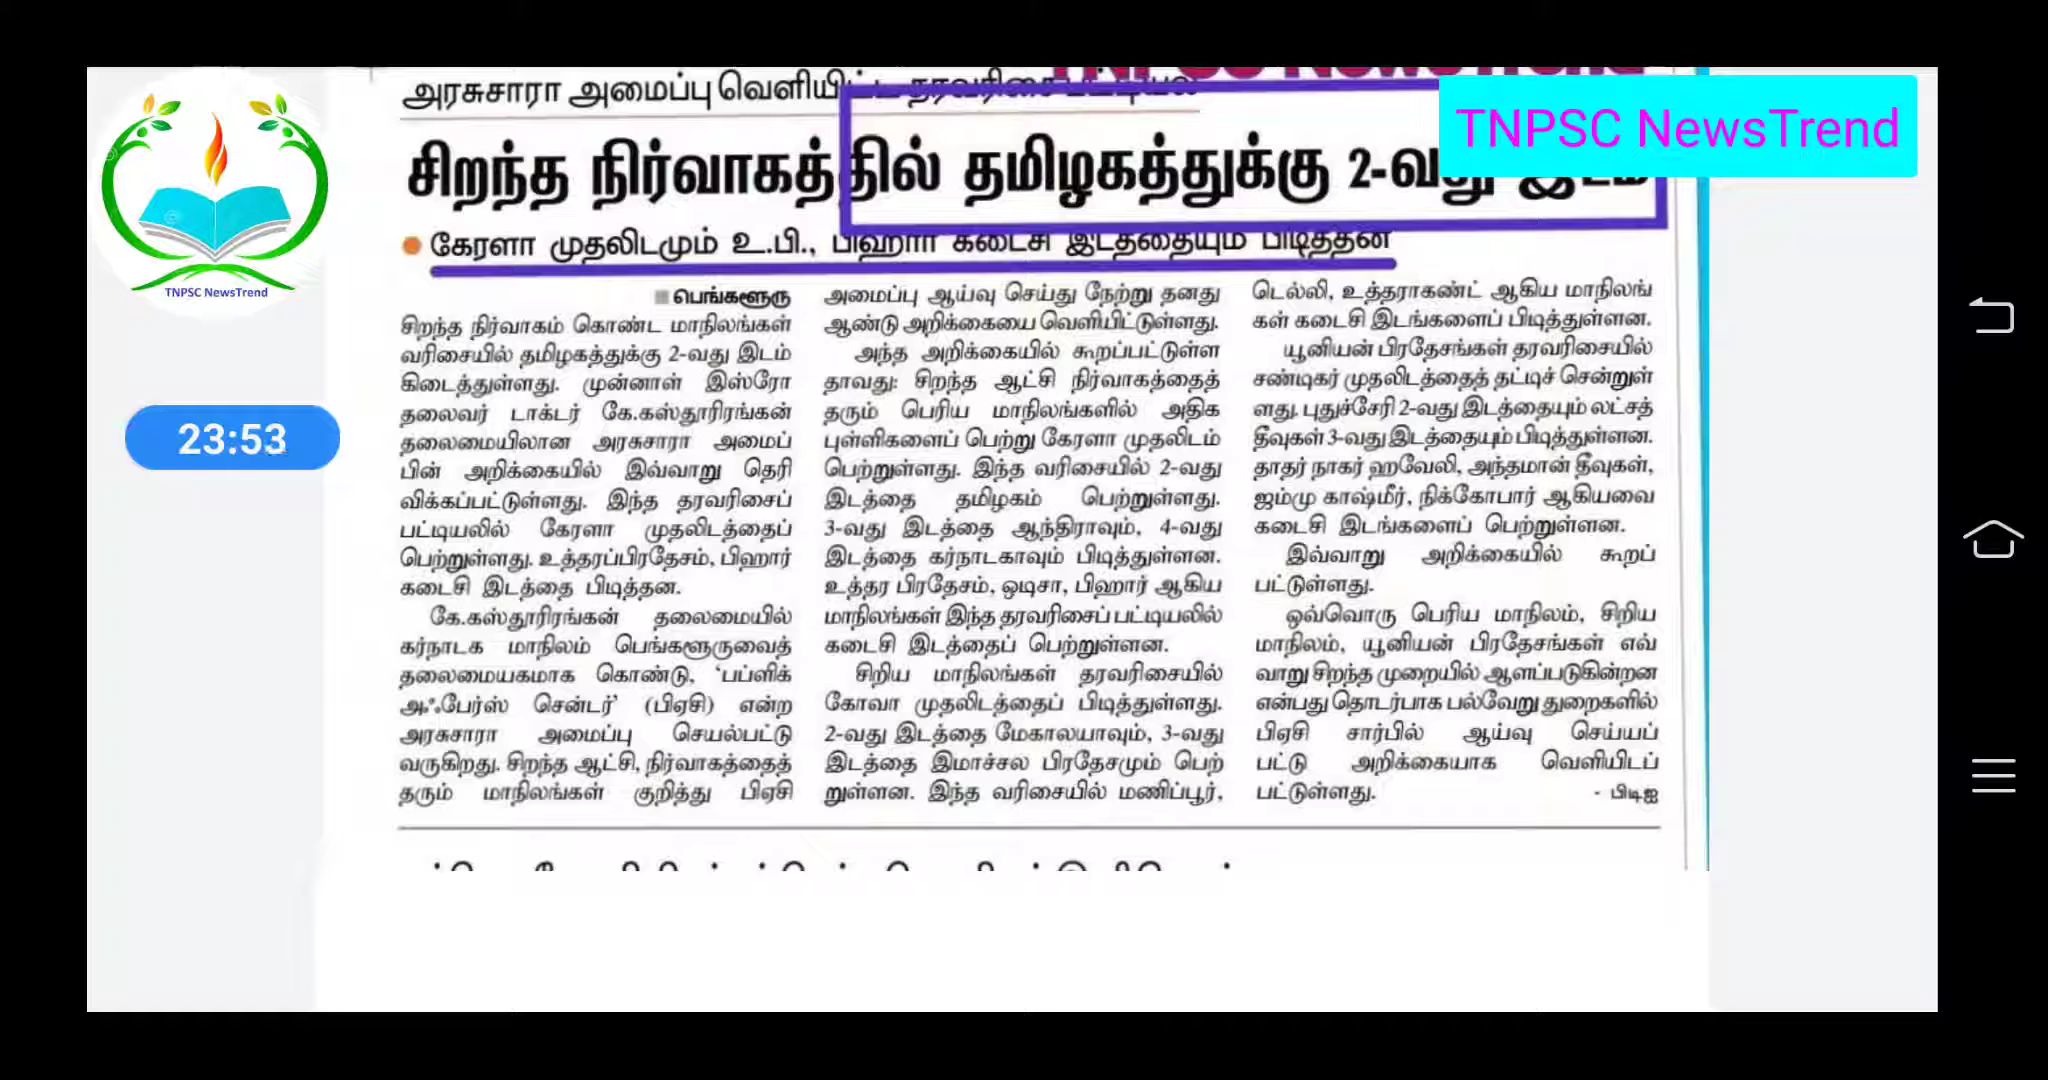 அரசுசாரா அமைப்பு வெளியிட்ட தரவரிசைப் பட்டியல்
TNPSC NewsTrend
சிறந்த நிர்வாகத்தில் தமிழகத்துக்கு 2-வது இடம்
கேரளா முதலிடமும் உ.பி., பிஹார் கடைசி இடத்தையும் பிடித்தன
TNPSC NewsTrend
23:53
பெங்களூரு
சிறந்த நிர்வாகம் கொண்ட மாநிலங்கள்
வரிசையில் தமிழகத்துக்கு 2-வது இடம்
கிடைத்துள்ளது. முன்னாள் இஸ்ரோ
தலைவர் டாக்டர் கே.கஸ்தூரிரங்கன்
தலைமையிலான அரசுசாரா அமைப்
பின் அறிக்கையில் இவ்வாறு தெரி
விக்கப்பட்டுள்ளது. இந்த தரவரிசைப்
பட்டியலில் கேரளா முதலிடத்தைப்
பெற்றுள்ளது. உத்தரப்பிரதேசம், பிஹார்
கடைசி இடத்தை பிடித்தன.
கே.கஸ்தூரிரங்கன் தலைமையில்
கர்நாடக மாநிலம் பெங்களூருவைத்
தலைமையகமாக கொண்டு, ‘பப்ளிக்
அஃபேர்ஸ் சென்டர்’ (பிஏசி) என்ற
அரசுசாரா அமைப்பு செயல்பட்டு
வருகிறது. சிறந்த ஆட்சி, நிர்வாகத்தைத்
தரும் மாநிலங்கள் குறித்து பிஏசி
அமைப்பு ஆய்வு செய்து நேற்று தனது
ஆண்டு அறிக்கையை வெளியிட்டுள்ளது.
அந்த அறிக்கையில் கூறப்பட்டுள்ள
தாவது: சிறந்த ஆட்சி நிர்வாகத்தைத்
தரும் பெரிய மாநிலங்களில் அதிக
புள்ளிகளைப் பெற்று கேரளா முதலிடம்
பெற்றுள்ளது. இந்த வரிசையில் 2-வது
இடத்தை தமிழகம் பெற்றுள்ளது.
3-வது இடத்தை ஆந்திராவும், 4-வது
இடத்தை கர்நாடகாவும் பிடித்துள்ளன.
உத்தர பிரதேசம், ஒடிசா, பிஹார் ஆகிய
மாநிலங்கள் இந்த தரவரிசைப் பட்டியலில்
கடைசி இடத்தைப் பெற்றுள்ளன.
சிறிய மாநிலங்கள் தரவரிசையில்
கோவா முதலிடத்தைப் பிடித்துள்ளது.
2-வது இடத்தை மேகாலயாவும், 3-வது
இடத்தை இமாச்சல பிரதேசமும் பெற்
றுள்ளன. இந்த வரிசையில் மணிப்பூர்,
டெல்லி, உத்தராகண்ட் ஆகிய மாநிலங்
கள் கடைசி இடங்களைப் பிடித்துள்ளன.
யூனியன் பிரதேசங்கள் தரவரிசையில்
சண்டிகர் முதலிடத்தைத் தட்டிச் சென்றுள்
ளது. புதுச்சேரி 2-வது இடத்தையும் லட்சத்
தீவுகள் 3-வது இடத்தையும் பிடித்துள்ளன.
தாதர் நாகர் ஹவேலி, அந்தமான் தீவுகள்,
ஜம்மு காஷ்மீர், நிக்கோபார் ஆகியவை
கடைசி இடங்களைப் பெற்றுள்ளன.
இவ்வாறு அறிக்கையில் கூறப்
பட்டுள்ளது.
ஒவ்வொரு பெரிய மாநிலம், சிறிய
மாநிலம், யூனியன் பிரதேசங்கள் எவ்
வாறு சிறந்த முறையில் ஆளப்படுகின்றன
என்பது தொடர்பாக பல்வேறு துறைகளில்
பிஏசி சார்பில் ஆய்வு செய்யப்
பட்டு அறிக்கையாக வெளியிடப்
பட்டுள்ளது. - பிடிஐ